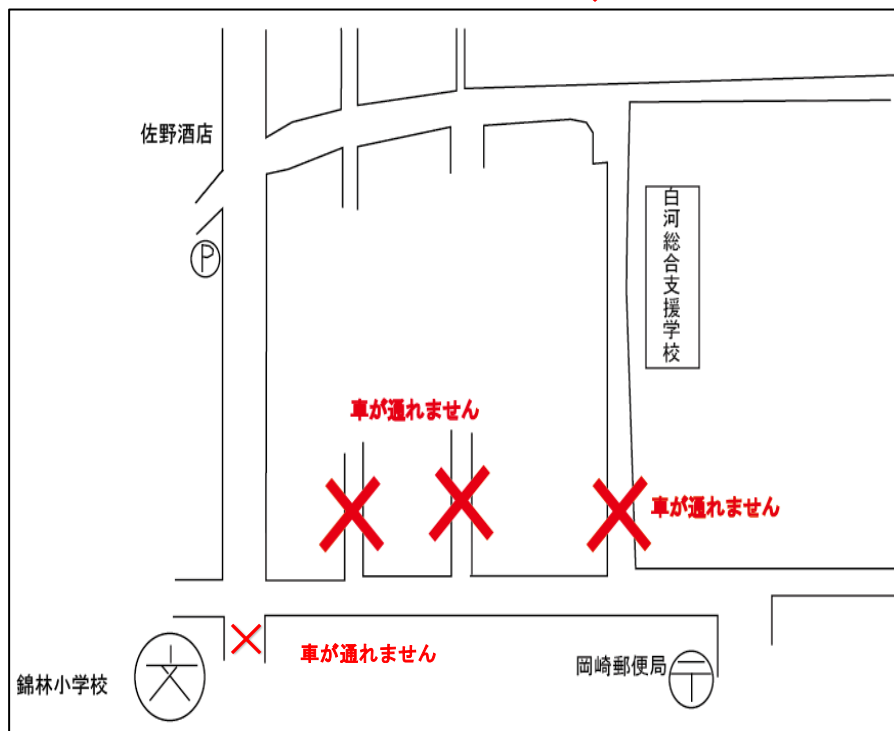 佐野酒店
P
白河総合支援学校
車が通れません
車が通れません
車が通れません
岡崎郵便局
〒
文
錦林小学校